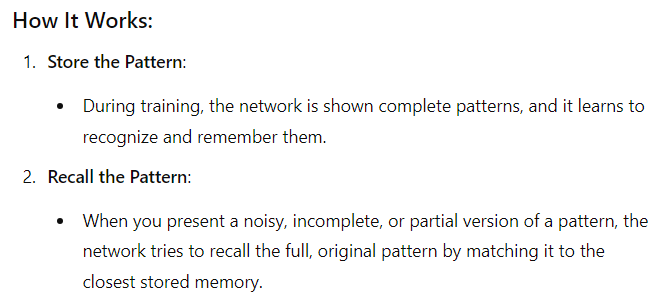 How It Works:
1. Store the Pattern:
• During training, the network is shown complete patterns, and it learns to
recognize and remember them.
2. Recall the Pattern:
• When you present a noisy, incomplete, or partial version of a pattern, the
network tries to recall the full, original pattern by matching it to the
closest stored memory.